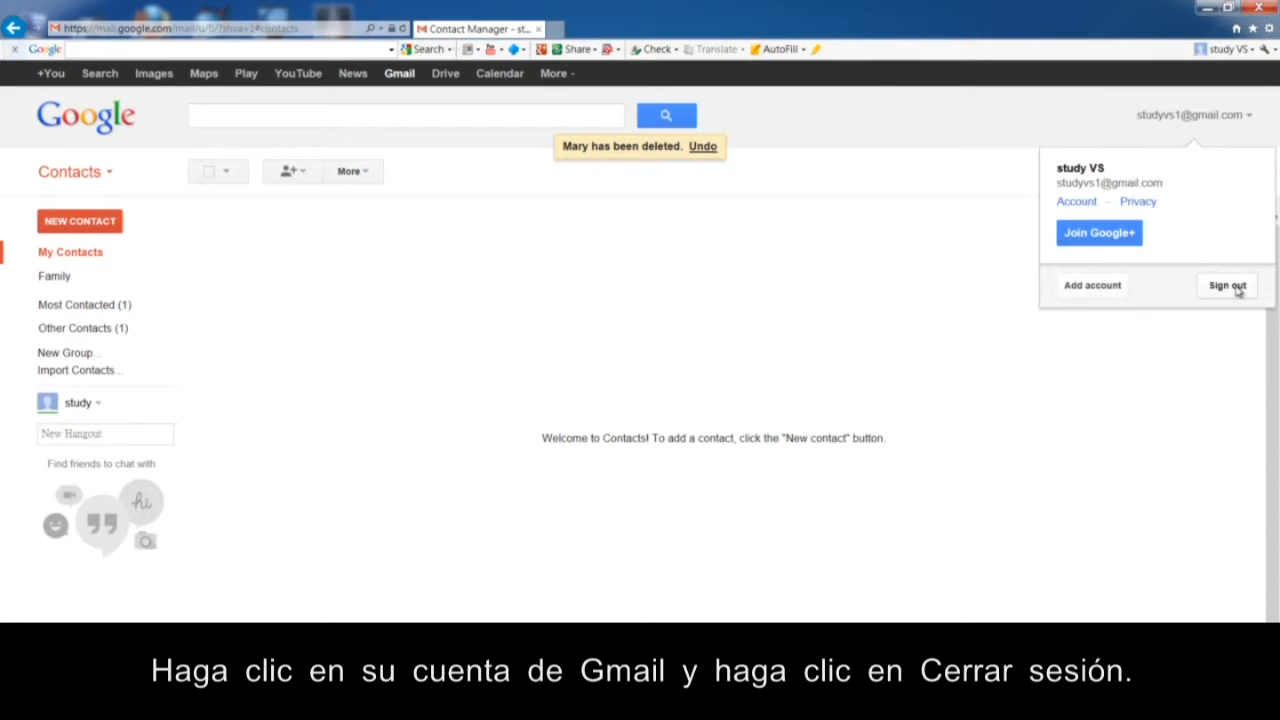 https://mail.google.com/mail/u/0/?shva=1#contacts
Contact Manager - st...
Google
Search
Share
Check
Translate
AutoFill
study VS
+You Search Images Maps Play YouTube News Gmail Drive Calendar More
Google
studyvs1@gmail.com
Mary has been deleted. Undo
Contacts
More
study VS
studyvs1@gmail.com
Account – Privacy
Join Google+
Add account
Sign out
NEW CONTACT
My Contacts
Family
Most Contacted (1)
Other Contacts (1)
New Group...
Import Contacts...
study
New Hangout
Find friends to chat with
hi
Welcome to Contacts! To add a contact, click the "New contact" button.
Haga clic en su cuenta de Gmail y haga clic en Cerrar sesión.